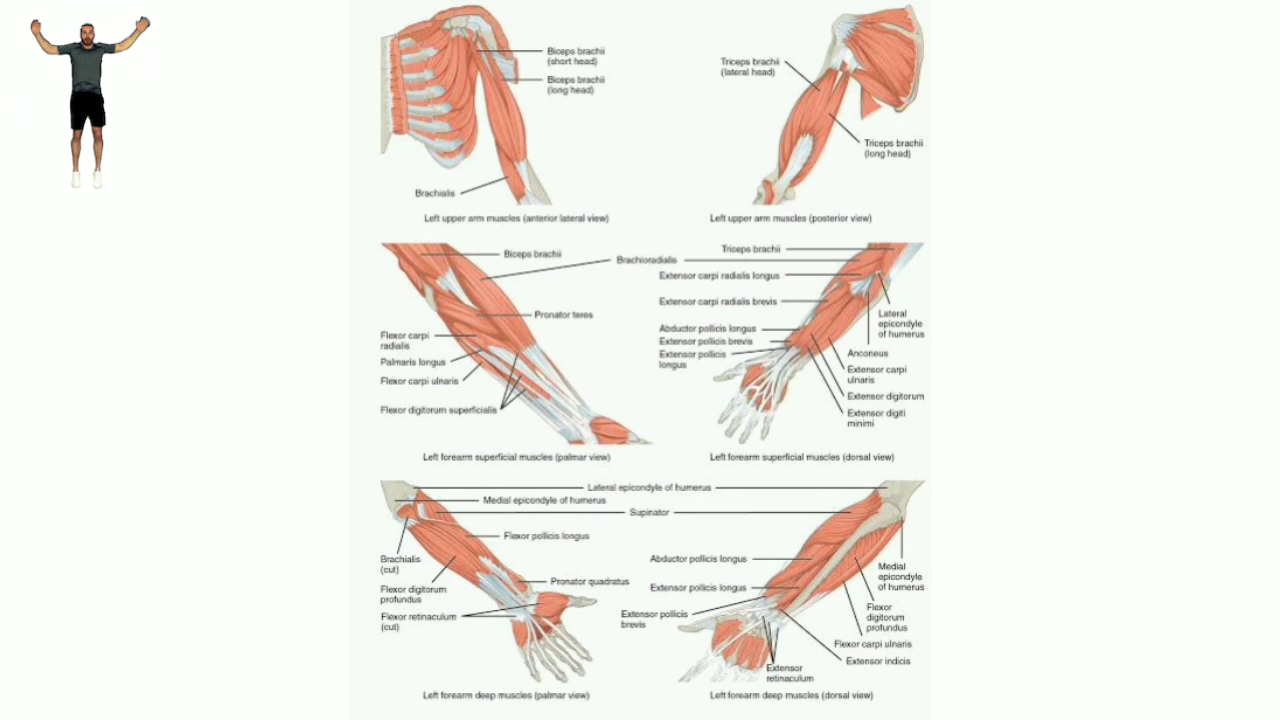 Biceps brachii
(short head)
Biceps brachii
(long head)
Brachialis
Left upper arm muscles (anterior lateral view)
Triceps brachii
(lateral head)
Triceps brachii
(long head)
Left upper arm muscles (posterior view)
Biceps brachii
Brachioradialis
Pronator teres
Flexor carpi
radialis
Palmaris longus
Flexor carpi ulnaris
Flexor digitorum superficialis
Left forearm superficial muscles (palmar view)
Triceps brachii
Extensor carpi radialis longus
Extensor carpi radialis brevis
Abductor pollicis longus
Extensor pollicis brevis
Extensor pollicis
longus
Lateral
epicondyle
of humerus
Anconeus
Extensor carpi
ulnaris
Extensor digitorum
Extensor digiti
minimi
Left forearm superficial muscles (dorsal view)
Lateral epicondyle of humerus
Medial epicondyle of humerus
Supinator
Flexor pollicis longus
Brachialis
(cut)
Flexor digitorum
profundus
Pronator quadratus
Flexor retinaculum
(cut)
Left forearm deep muscles (palmar view)
Abductor pollicis longus
Extensor pollicis longus
Extensor pollicis
brevis
Medial
epicondyle
of humerus
Flexor
digitorum
profundus
Flexor carpi ulnaris
Extensor indicis
Extensor
retinaculum
Left forearm deep muscles (dorsal view)